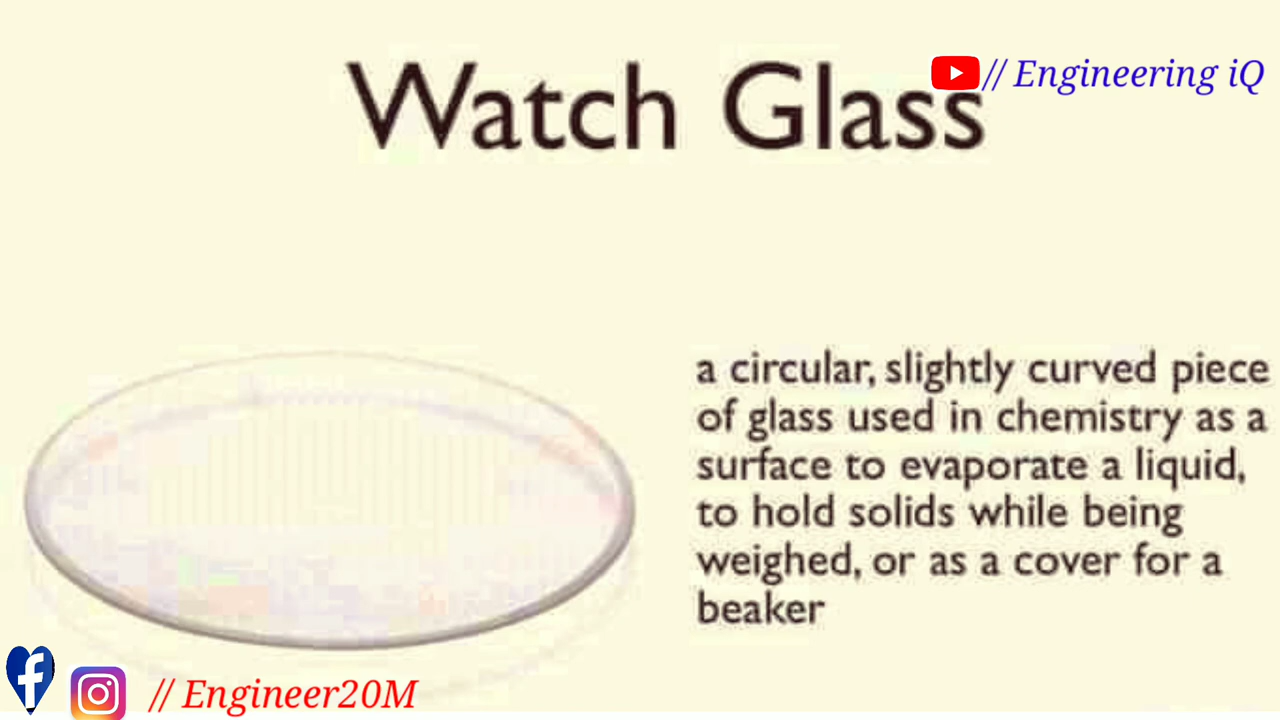 Watch Glass
// Engineering iQ
a circular, slightly curved piece
of glass used in chemistry as a
surface to evaporate a liquid,
to hold solids while being
weighed, or as a cover for a
beaker
// Engineer20M